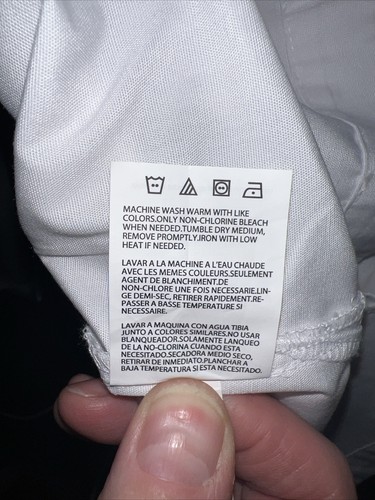 MACHINE WASH WARM WITH LIKE
COLORS.ONLY NON-CHLORINE BLEACH
WHEN NEEDED.TUMBLE DRY MEDIUM,
REMOVE PROMPTLY.IRON WITH LOW
HEAT IF NEEDED.
LAVAR A LA MACHINE A L'EAU CHAUDE
AVEC LES MEMES COULEURS.SEULEMENT
AGENT DE BLANCHIMENT.DE
NON-CHLORE UNE FOIS NECESSARIE.LIN-
GE DEMI-SEC, RETIRER RAPIDEMENT.RE-
PASSER A BASSE TEMPERATURE SI
NECESSAIRE.
LAVAR A MAQUINA CON AGUA TIBIA
JUNTO A COLORES SIMILARES.NO USAR
BLANQUEADOR.SOLAMENTE LANQUEO
DE LA NO-CLORINA CUANDO ESTA
NECESITADO.SECADORA MEDIO SECO,
RETIRAR DE INMEDIATO.PLANCHAR A
BAJA TEMPERATURA SI ESTA NECESITADO.